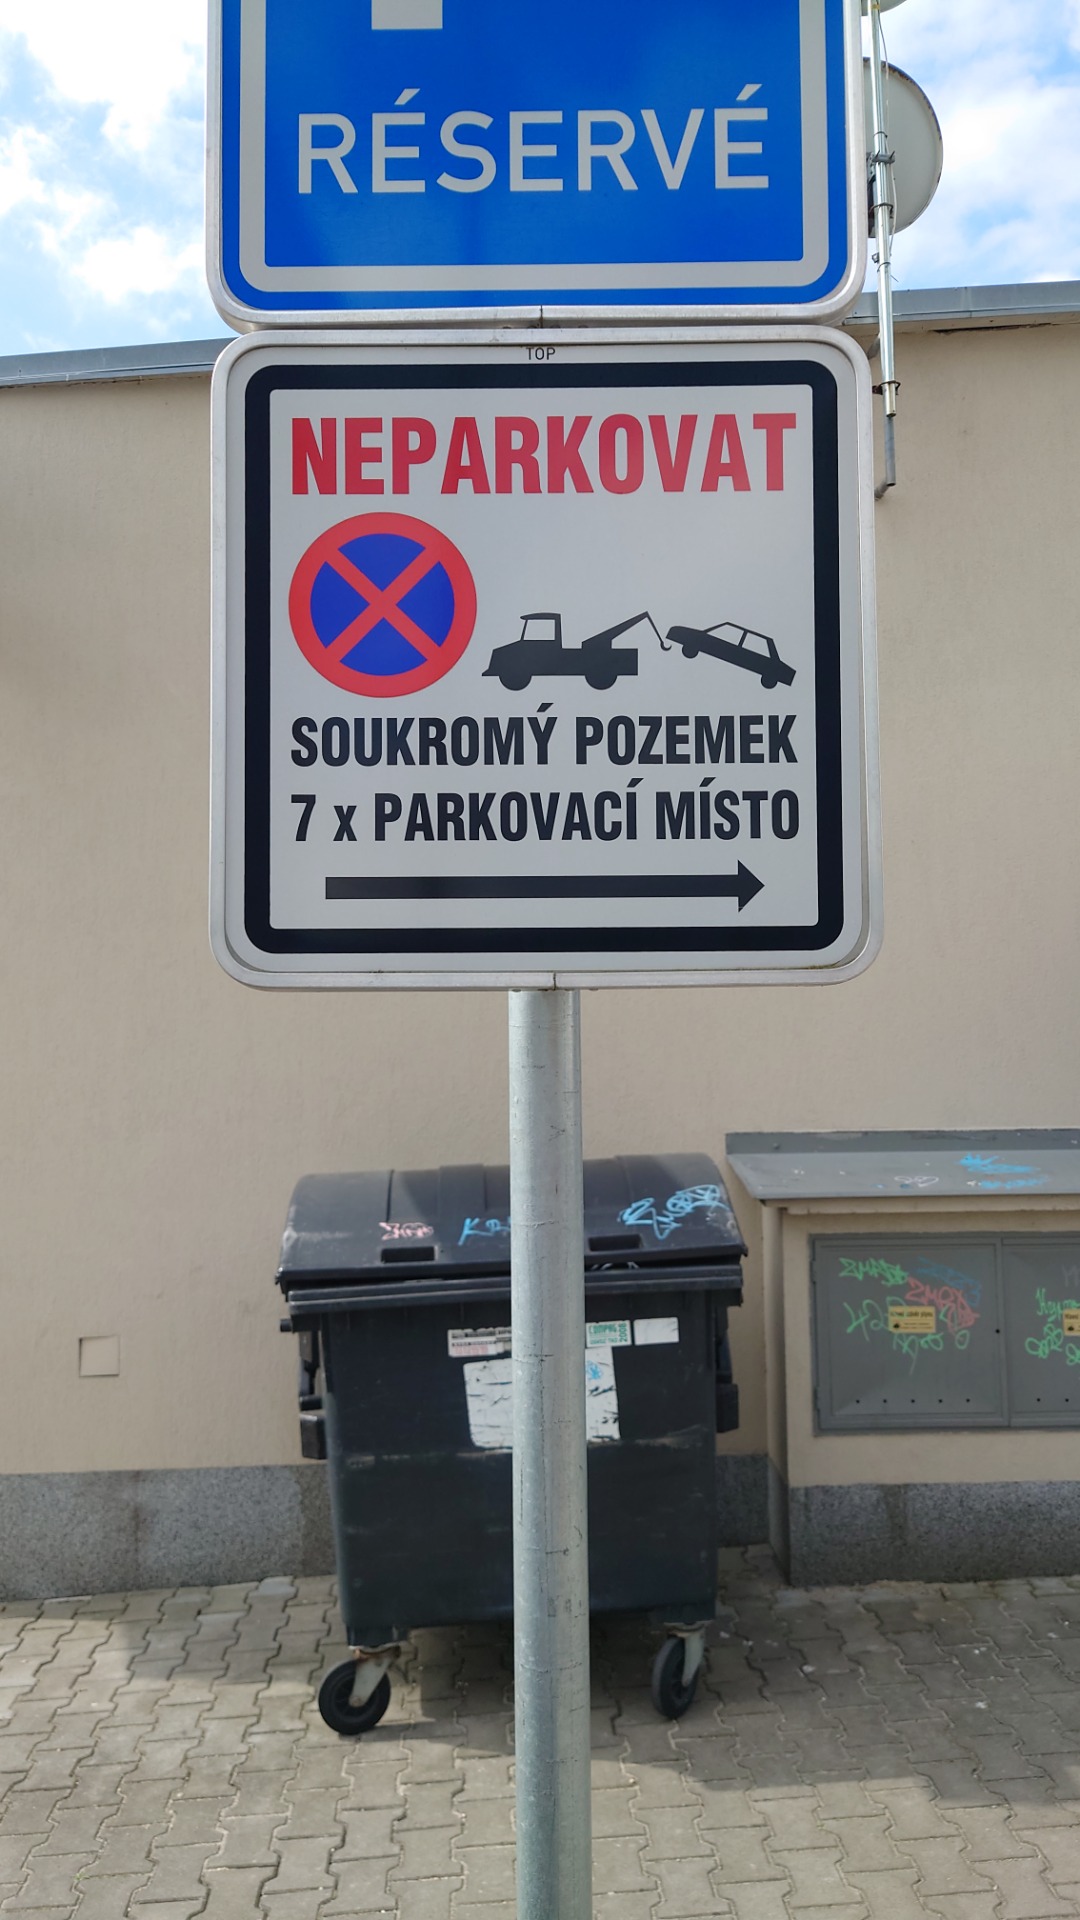 RÉSERVÉ
TOP
NEPARKOVAT
SOUKROMÝ POZEMEK
7 x PARKOVACÍ MÍSTO